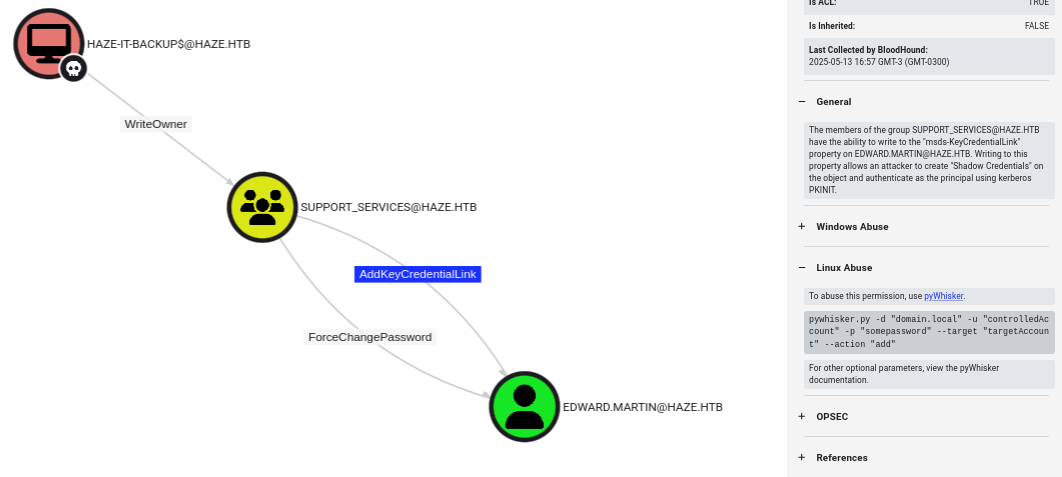 HAZE-IT-BACKUP$@HAZE.HTB
WriteOwner
SUPPORT_SERVICES@HAZE.HTB
AddKeyCredentialLink
ForceChangePassword
EDWARD.MARTIN@HAZE.HTB
Is ACL: TRUE
Is Inherited: FALSE
Last Collected by BloodHound:
2025-05-13 16:57 GMT-3 (GMT-0300)
− General
The members of the group SUPPORT_SERVICES@HAZE.HTB
have the ability to write to the "msds-KeyCredentialLink"
property on EDWARD.MARTIN@HAZE.HTB. Writing to this
property allows an attacker to create "Shadow Credentials" on
the object and authenticate as the principal using kerberos
PKINIT.
+ Windows Abuse
− Linux Abuse
To abuse this permission, use pyWhisker.
pywhisker.py -d "domain.local" -u "controlledAc
count" -p "somepassword" --target "targetAccoun
t" --action "add"
For other optional parameters, view the pyWhisker
documentation.
+ OPSEC
+ References